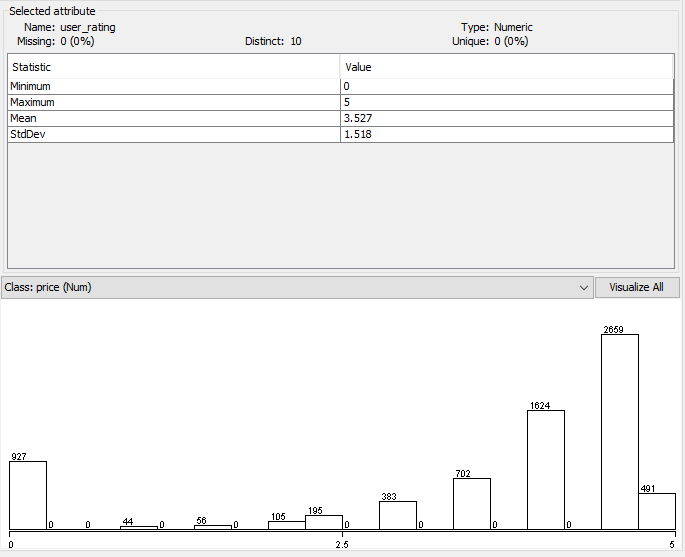 Selected attribute
Name: user_rating Type: Numeric
Missing: 0 (0%) Distinct: 10 Unique: 0 (0%)
Statistic Value
Minimum 0
Maximum 5
Mean 3.527
StdDev 1.518
Class: price (Num) Visualize All
2659
1624
927
702
491
383
195
105
44 56
0 0 0 0 0 0 0 0
0 2.5 5